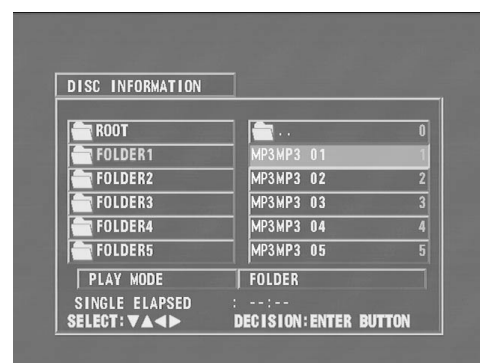 DISC INFORMATION
ROOT .. 0
FOLDER1 MP3MP3 01 1
FOLDER2 MP3MP3 02 2
FOLDER3 MP3MP3 03 3
FOLDER4 MP3MP3 04 4
FOLDER5 MP3MP3 05 5
PLAY MODE FOLDER
SINGLE ELAPSED : --:--
SELECT:▼▲◀▶ DECISION:ENTER BUTTON